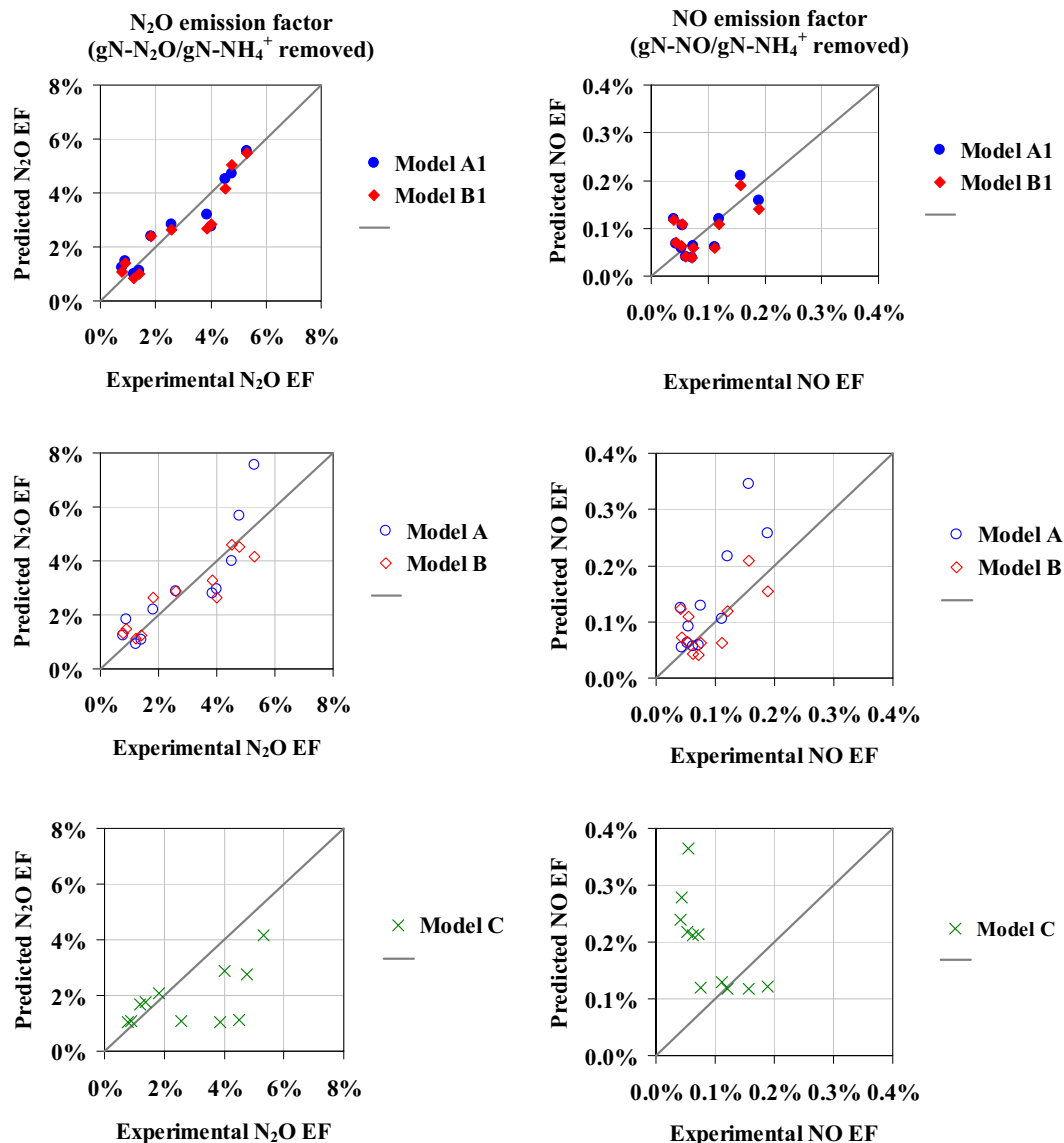 N₂O emission factor
(gN-N₂O/gN-NH₄⁺ removed)
NO emission factor
(gN-NO/gN-NH₄⁺ removed)
Predicted N₂O EF
8%
6%
4%
2%
0%
0% 2% 4% 6% 8%
Experimental N₂O EF
Model A1
Model B1
Predicted NO EF
0.4%
0.3%
0.2%
0.1%
0.0%
0.0% 0.1% 0.2% 0.3% 0.4%
Experimental NO EF
Model A1
Model B1
Predicted N₂O EF
8%
6%
4%
2%
0%
0% 2% 4% 6% 8%
Experimental N₂O EF
Model A
Model B
Predicted NO EF
0.4%
0.3%
0.2%
0.1%
0.0%
0.0% 0.1% 0.2% 0.3% 0.4%
Experimental NO EF
Model A
Model B
Predicted N₂O EF
8%
6%
4%
2%
0%
0% 2% 4% 6% 8%
Experimental N₂O EF
Model C
Predicted NO EF
0.4%
0.3%
0.2%
0.1%
0.0%
0.0% 0.1% 0.2% 0.3% 0.4%
Experimental NO EF
Model C